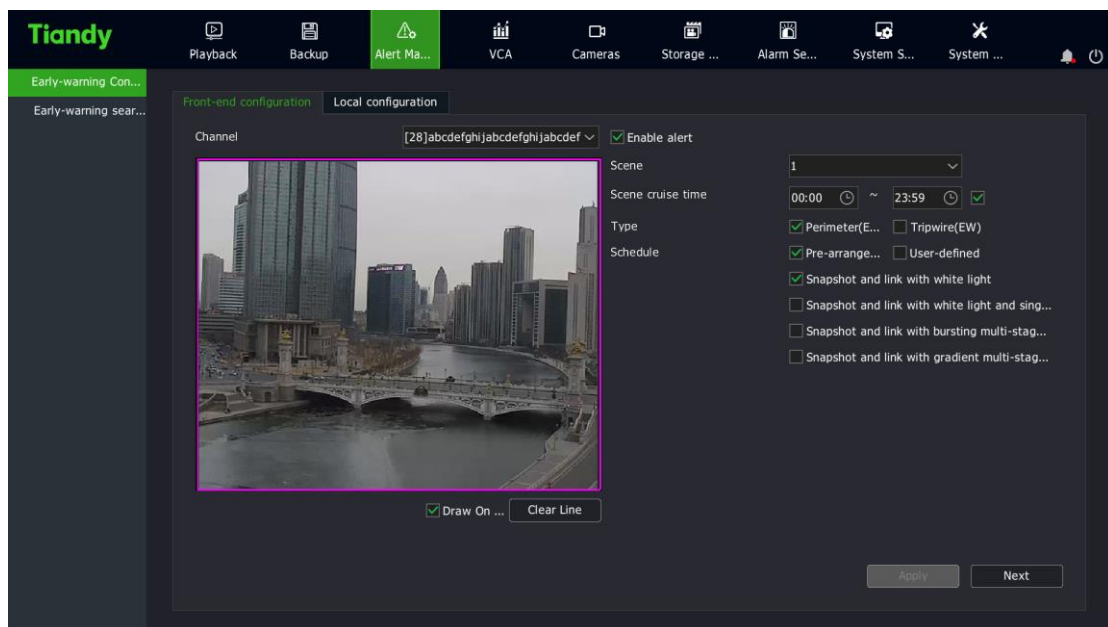 Tiandy
Playback
Backup
Alert Ma...
VCA
Cameras
Storage ...
Alarm Se...
System S...
System ...
Early-warning Con...
Early-warning sear...
Front-end configuration
Local configuration
Channel
[28]abcdefghijabcdefghijabcdef
Enable alert
Scene
1
Scene cruise time
00:00 ~ 23:59
Type
Perimeter(E...
Tripwire(EW)
Schedule
Pre-arrange...
User-defined
Snapshot and link with white light
Snapshot and link with white light and sing...
Snapshot and link with bursting multi-stag...
Snapshot and link with gradient multi-stag...
Draw On ...
Clear Line
Apply
Next